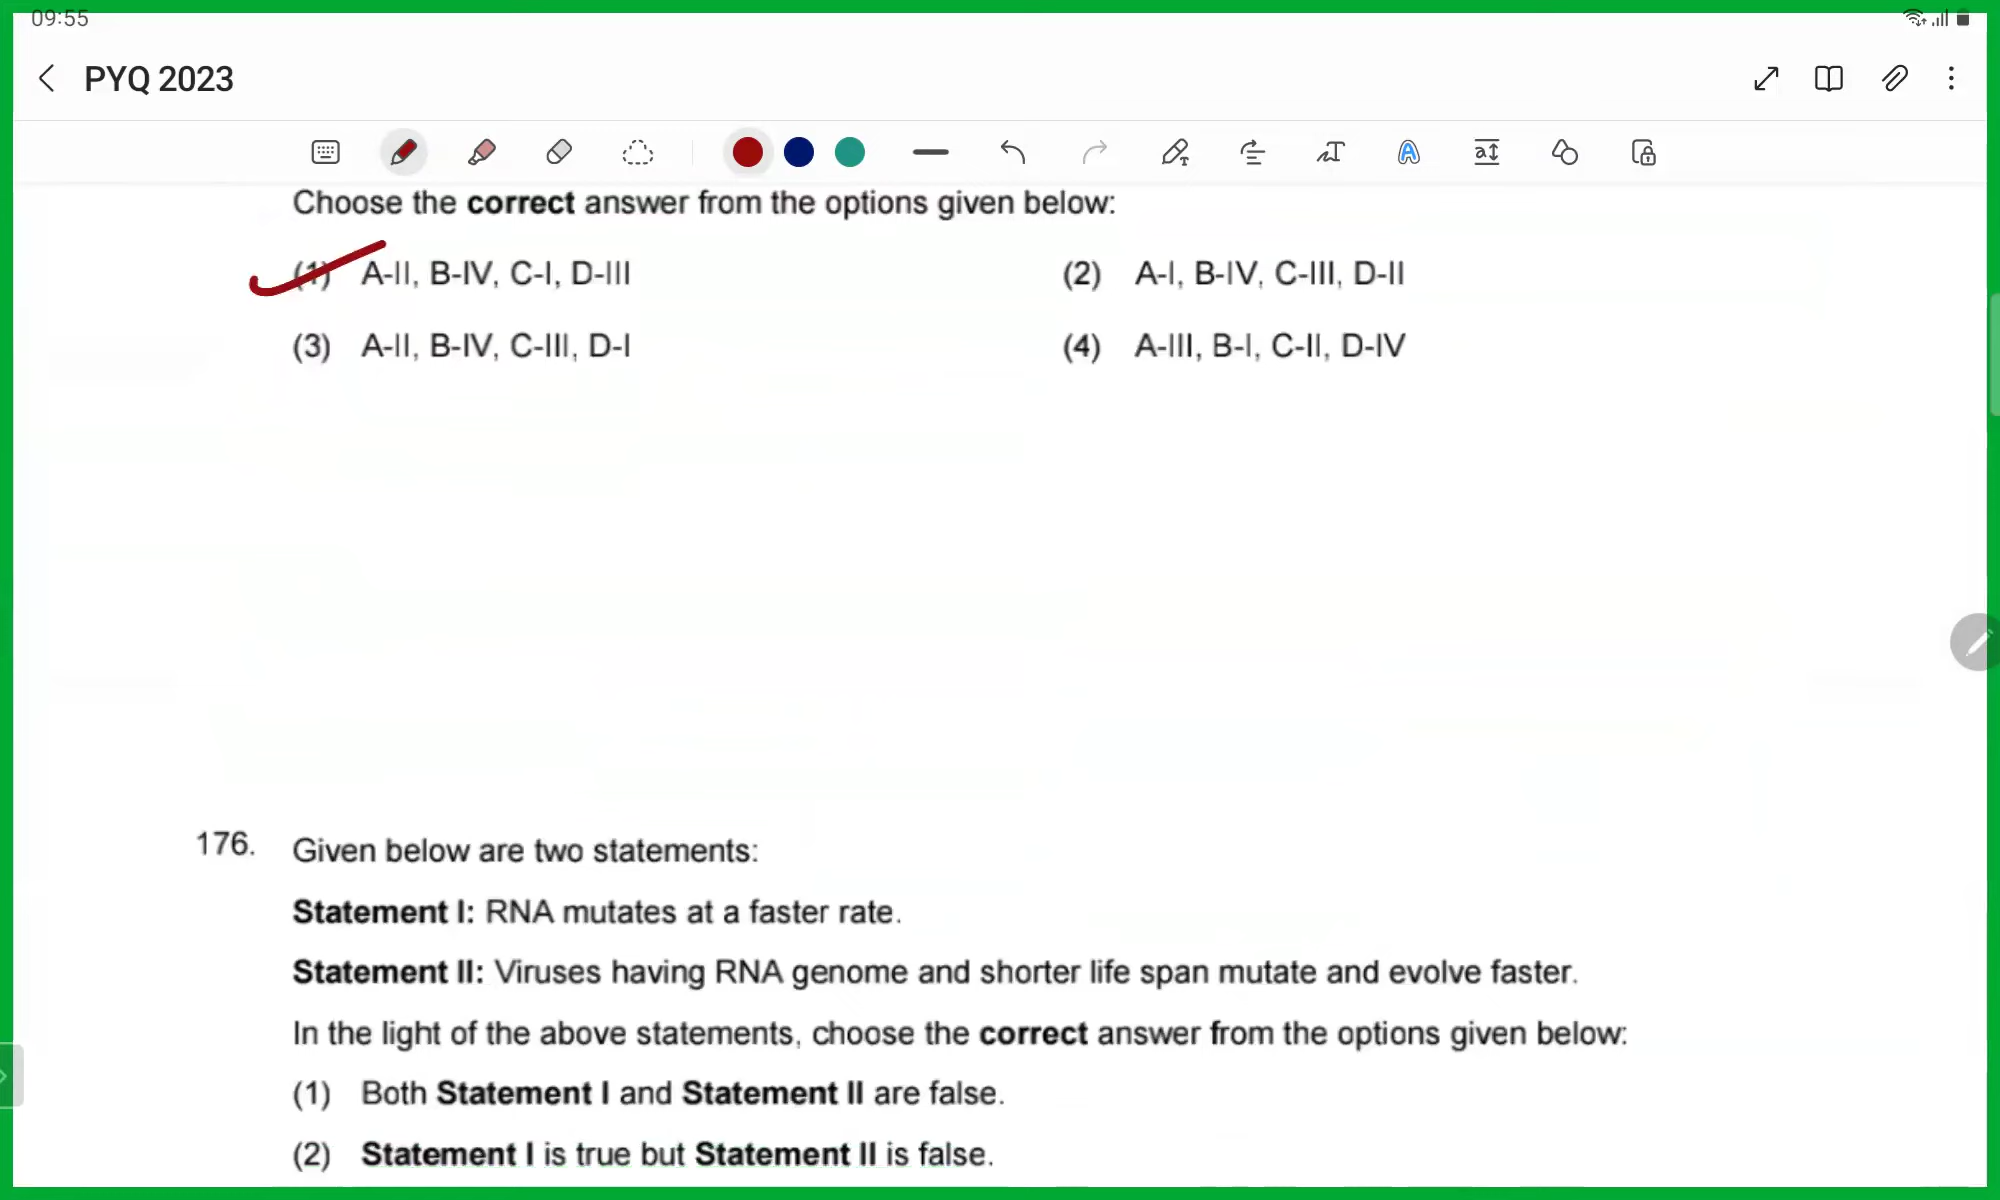 09:55
PYQ 2023
Choose the correct answer from the options given below:
(1) A-II, B-IV, C-I, D-III
(2) A-I, B-IV, C-III, D-II
(3) A-II, B-IV, C-III, D-I
(4) A-III, B-I, C-II, D-IV
176. Given below are two statements:
Statement I: RNA mutates at a faster rate.
Statement II: Viruses having RNA genome and shorter life span mutate and evolve faster.
In the light of the above statements, choose the correct answer from the options given below:
(1) Both Statement I and Statement II are false.
(2) Statement I is true but Statement II is false.